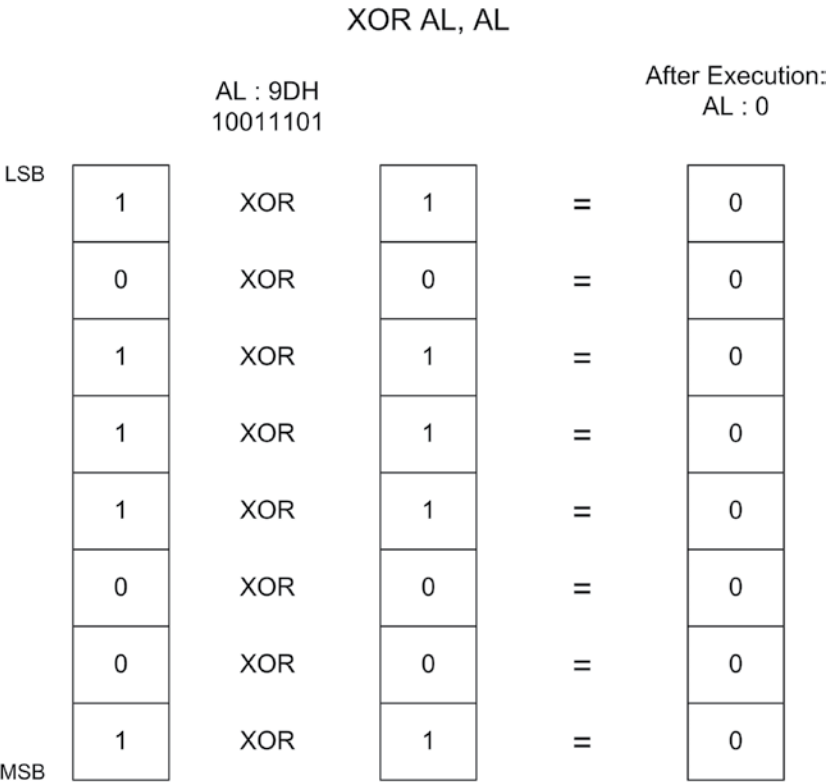 XOR AL, AL
AL : 9DH
10011101
After Execution:
AL : 0
LSB
1 XOR 1 = 0
0 XOR 0 = 0
1 XOR 1 = 0
1 XOR 1 = 0
1 XOR 1 = 0
0 XOR 0 = 0
0 XOR 0 = 0
1 XOR 1 = 0
MSB